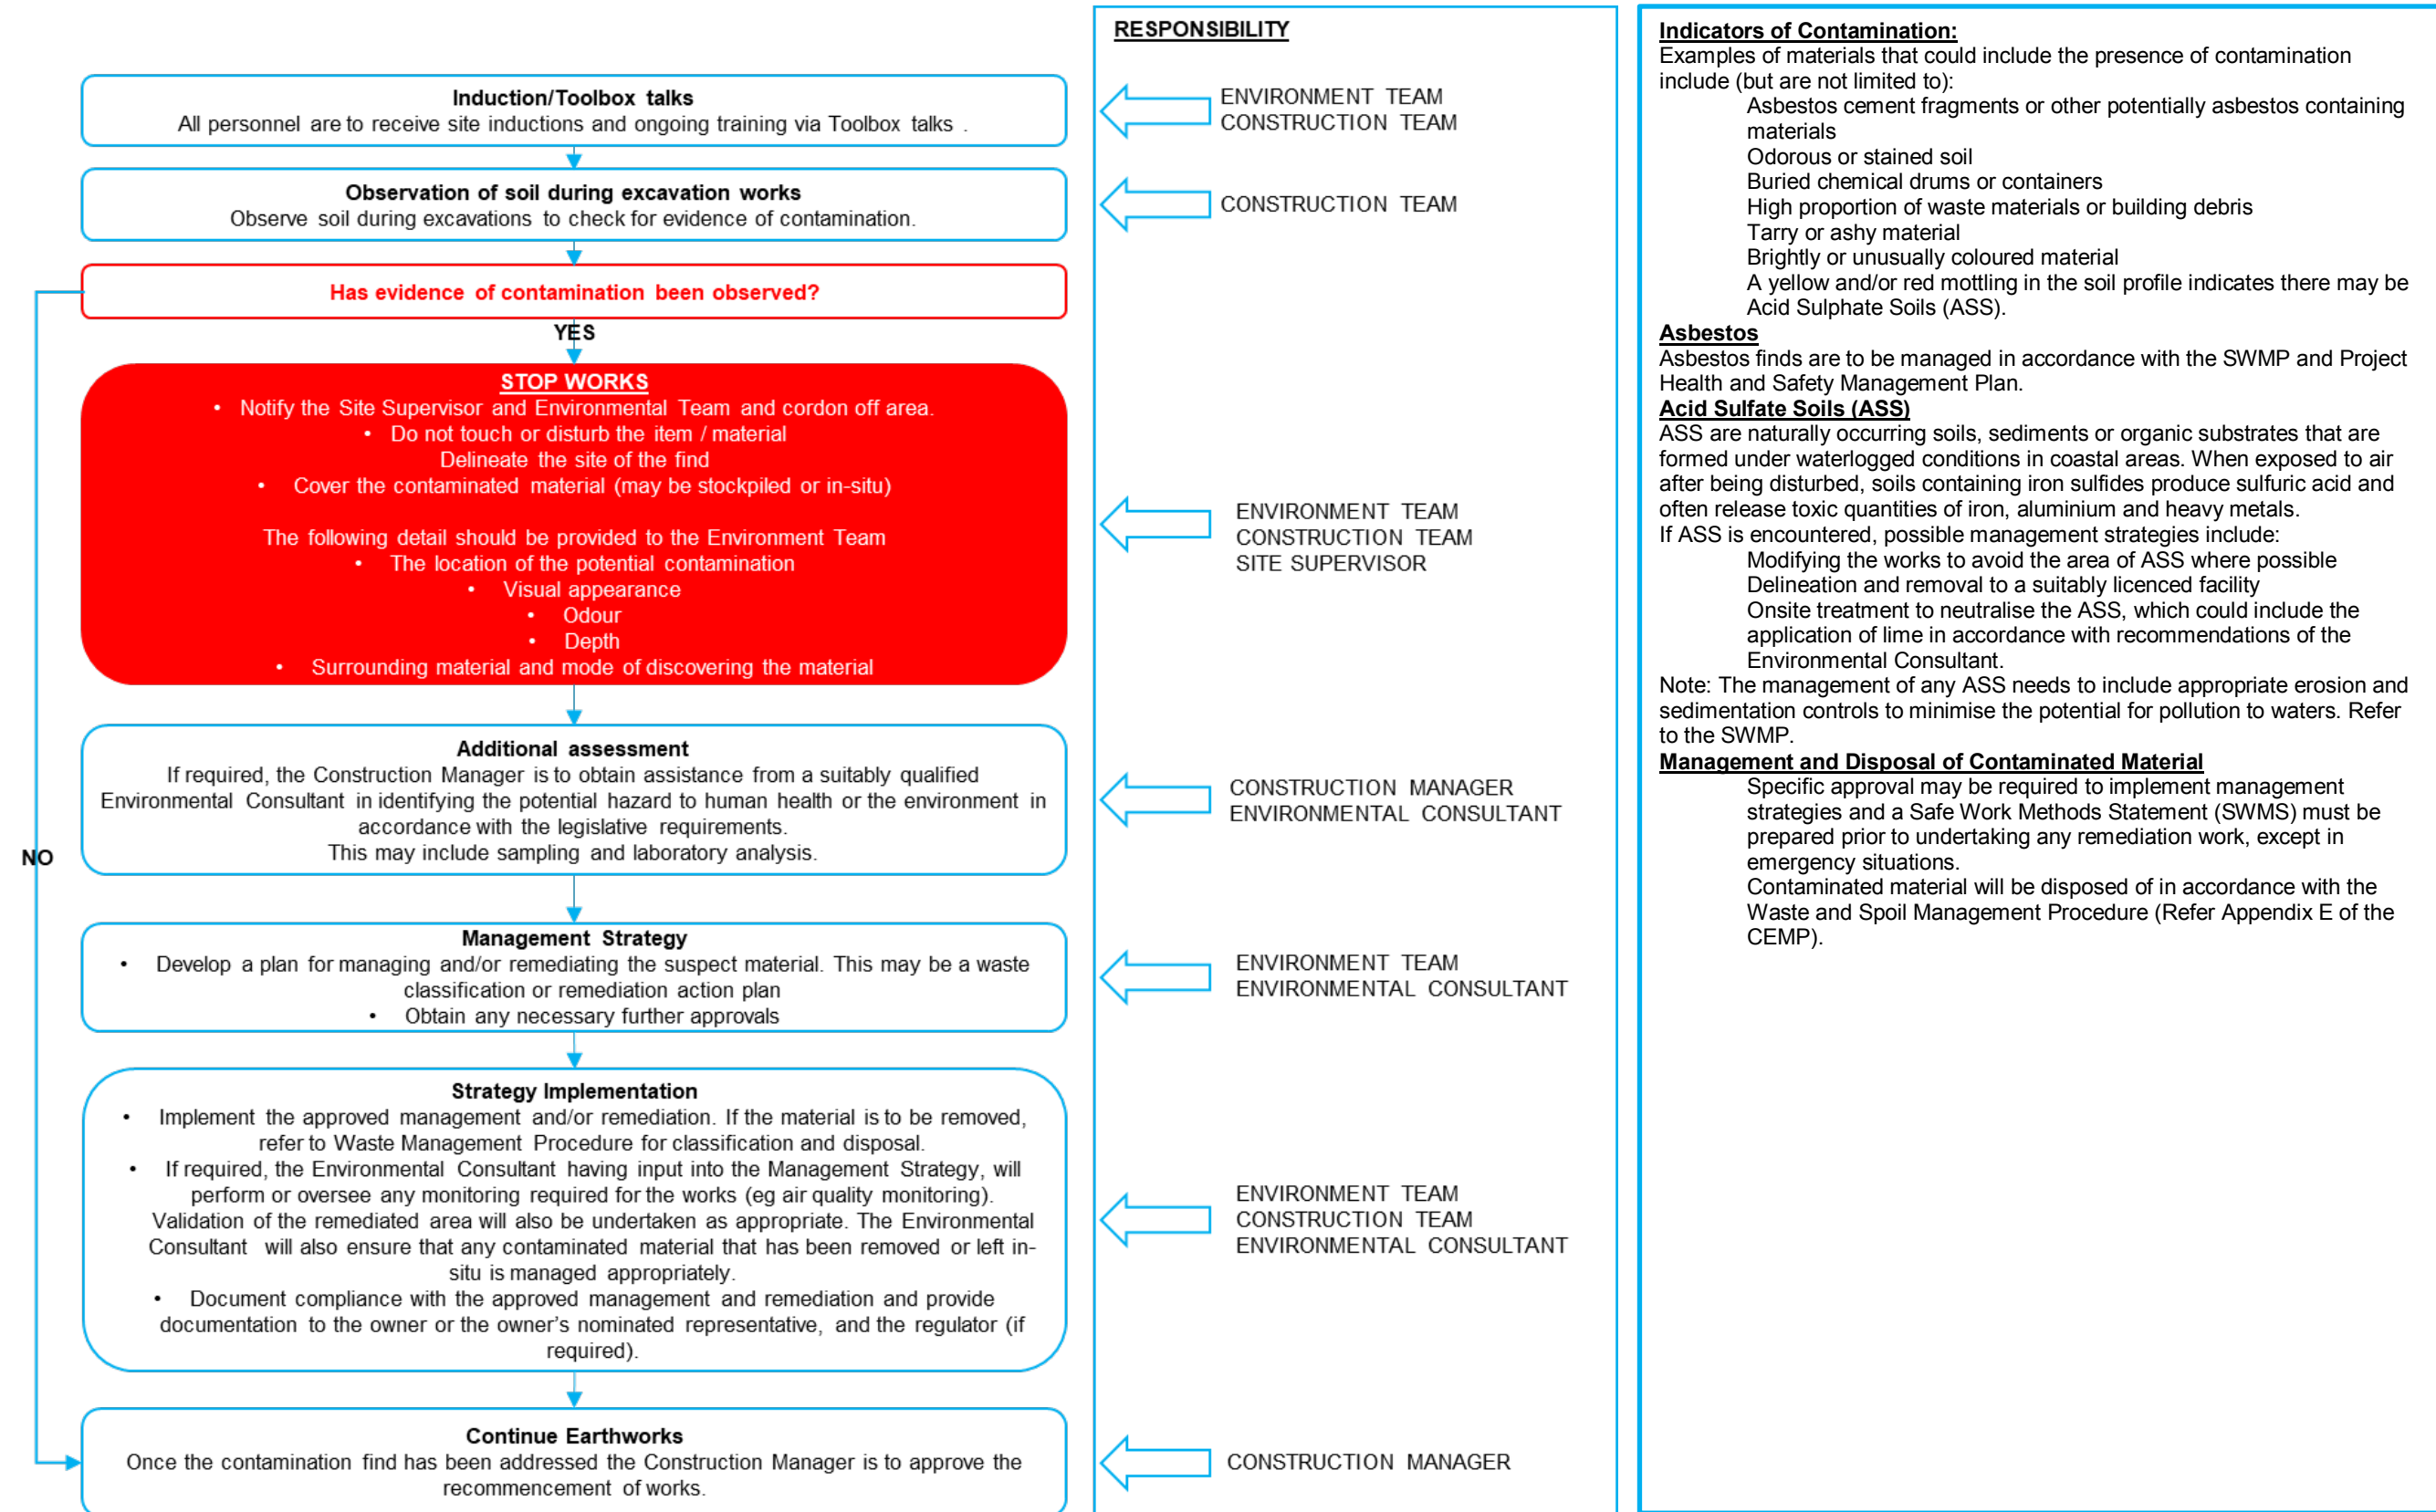 Induction/Toolbox talks
All personnel are to receive site inductions and ongoing training via Toolbox talks .
Observation of soil during excavation works
Observe soil during excavations to check for evidence of contamination.
Has evidence of contamination been observed?
YES
NO
STOP WORKS
• Notify the Site Supervisor and Environmental Team and cordon off area.
• Do not touch or disturb the item / material
Delineate the site of the find
• Cover the contaminated material (may be stockpiled or in-situ)
The following detail should be provided to the Environment Team
• The location of the potential contamination
• Visual appearance
• Odour
• Depth
• Surrounding material and mode of discovering the material
Additional assessment
If required, the Construction Manager is to obtain assistance from a suitably qualified
Environmental Consultant in identifying the potential hazard to human health or the environment in
accordance with the legislative requirements.
This may include sampling and laboratory analysis.
Management Strategy
• Develop a plan for managing and/or remediating the suspect material. This may be a waste
classification or remediation action plan
• Obtain any necessary further approvals
Strategy Implementation
• Implement the approved management and/or remediation. If the material is to be removed,
refer to Waste Management Procedure for classification and disposal.
• If required, the Environmental Consultant having input into the Management Strategy, will
perform or oversee any monitoring required for the works (eg air quality monitoring).
Validation of the remediated area will also be undertaken as appropriate. The Environmental
Consultant will also ensure that any contaminated material that has been removed or left in-
situ is managed appropriately.
• Document compliance with the approved management and remediation and provide
documentation to the owner or the owner's nominated representative, and the regulator (if
required).
Continue Earthworks
Once the contamination find has been addressed the Construction Manager is to approve the
recommencement of works.
RESPONSIBILITY
ENVIRONMENT TEAM
CONSTRUCTION TEAM
CONSTRUCTION TEAM
ENVIRONMENT TEAM
CONSTRUCTION TEAM
SITE SUPERVISOR
CONSTRUCTION MANAGER
ENVIRONMENTAL CONSULTANT
ENVIRONMENT TEAM
ENVIRONMENTAL CONSULTANT
ENVIRONMENT TEAM
CONSTRUCTION TEAM
ENVIRONMENTAL CONSULTANT
CONSTRUCTION MANAGER
Indicators of Contamination:
Examples of materials that could include the presence of contamination
include (but are not limited to):
Asbestos cement fragments or other potentially asbestos containing
materials
Odorous or stained soil
Buried chemical drums or containers
High proportion of waste materials or building debris
Tarry or ashy material
Brightly or unusually coloured material
A yellow and/or red mottling in the soil profile indicates there may be
Acid Sulphate Soils (ASS).
Asbestos
Asbestos finds are to be managed in accordance with the SWMP and Project
Health and Safety Management Plan.
Acid Sulfate Soils (ASS)
ASS are naturally occurring soils, sediments or organic substrates that are
formed under waterlogged conditions in coastal areas. When exposed to air
after being disturbed, soils containing iron sulfides produce sulfuric acid and
often release toxic quantities of iron, aluminium and heavy metals.
If ASS is encountered, possible management strategies include:
Modifying the works to avoid the area of ASS where possible
Delineation and removal to a suitably licenced facility
Onsite treatment to neutralise the ASS, which could include the
application of lime in accordance with recommendations of the
Environmental Consultant.
Note: The management of any ASS needs to include appropriate erosion and
sedimentation controls to minimise the potential for pollution to waters. Refer
to the SWMP.
Management and Disposal of Contaminated Material
Specific approval may be required to implement management
strategies and a Safe Work Methods Statement (SWMS) must be
prepared prior to undertaking any remediation work, except in
emergency situations.
Contaminated material will be disposed of in accordance with the
Waste and Spoil Management Procedure (Refer Appendix E of the
CEMP).